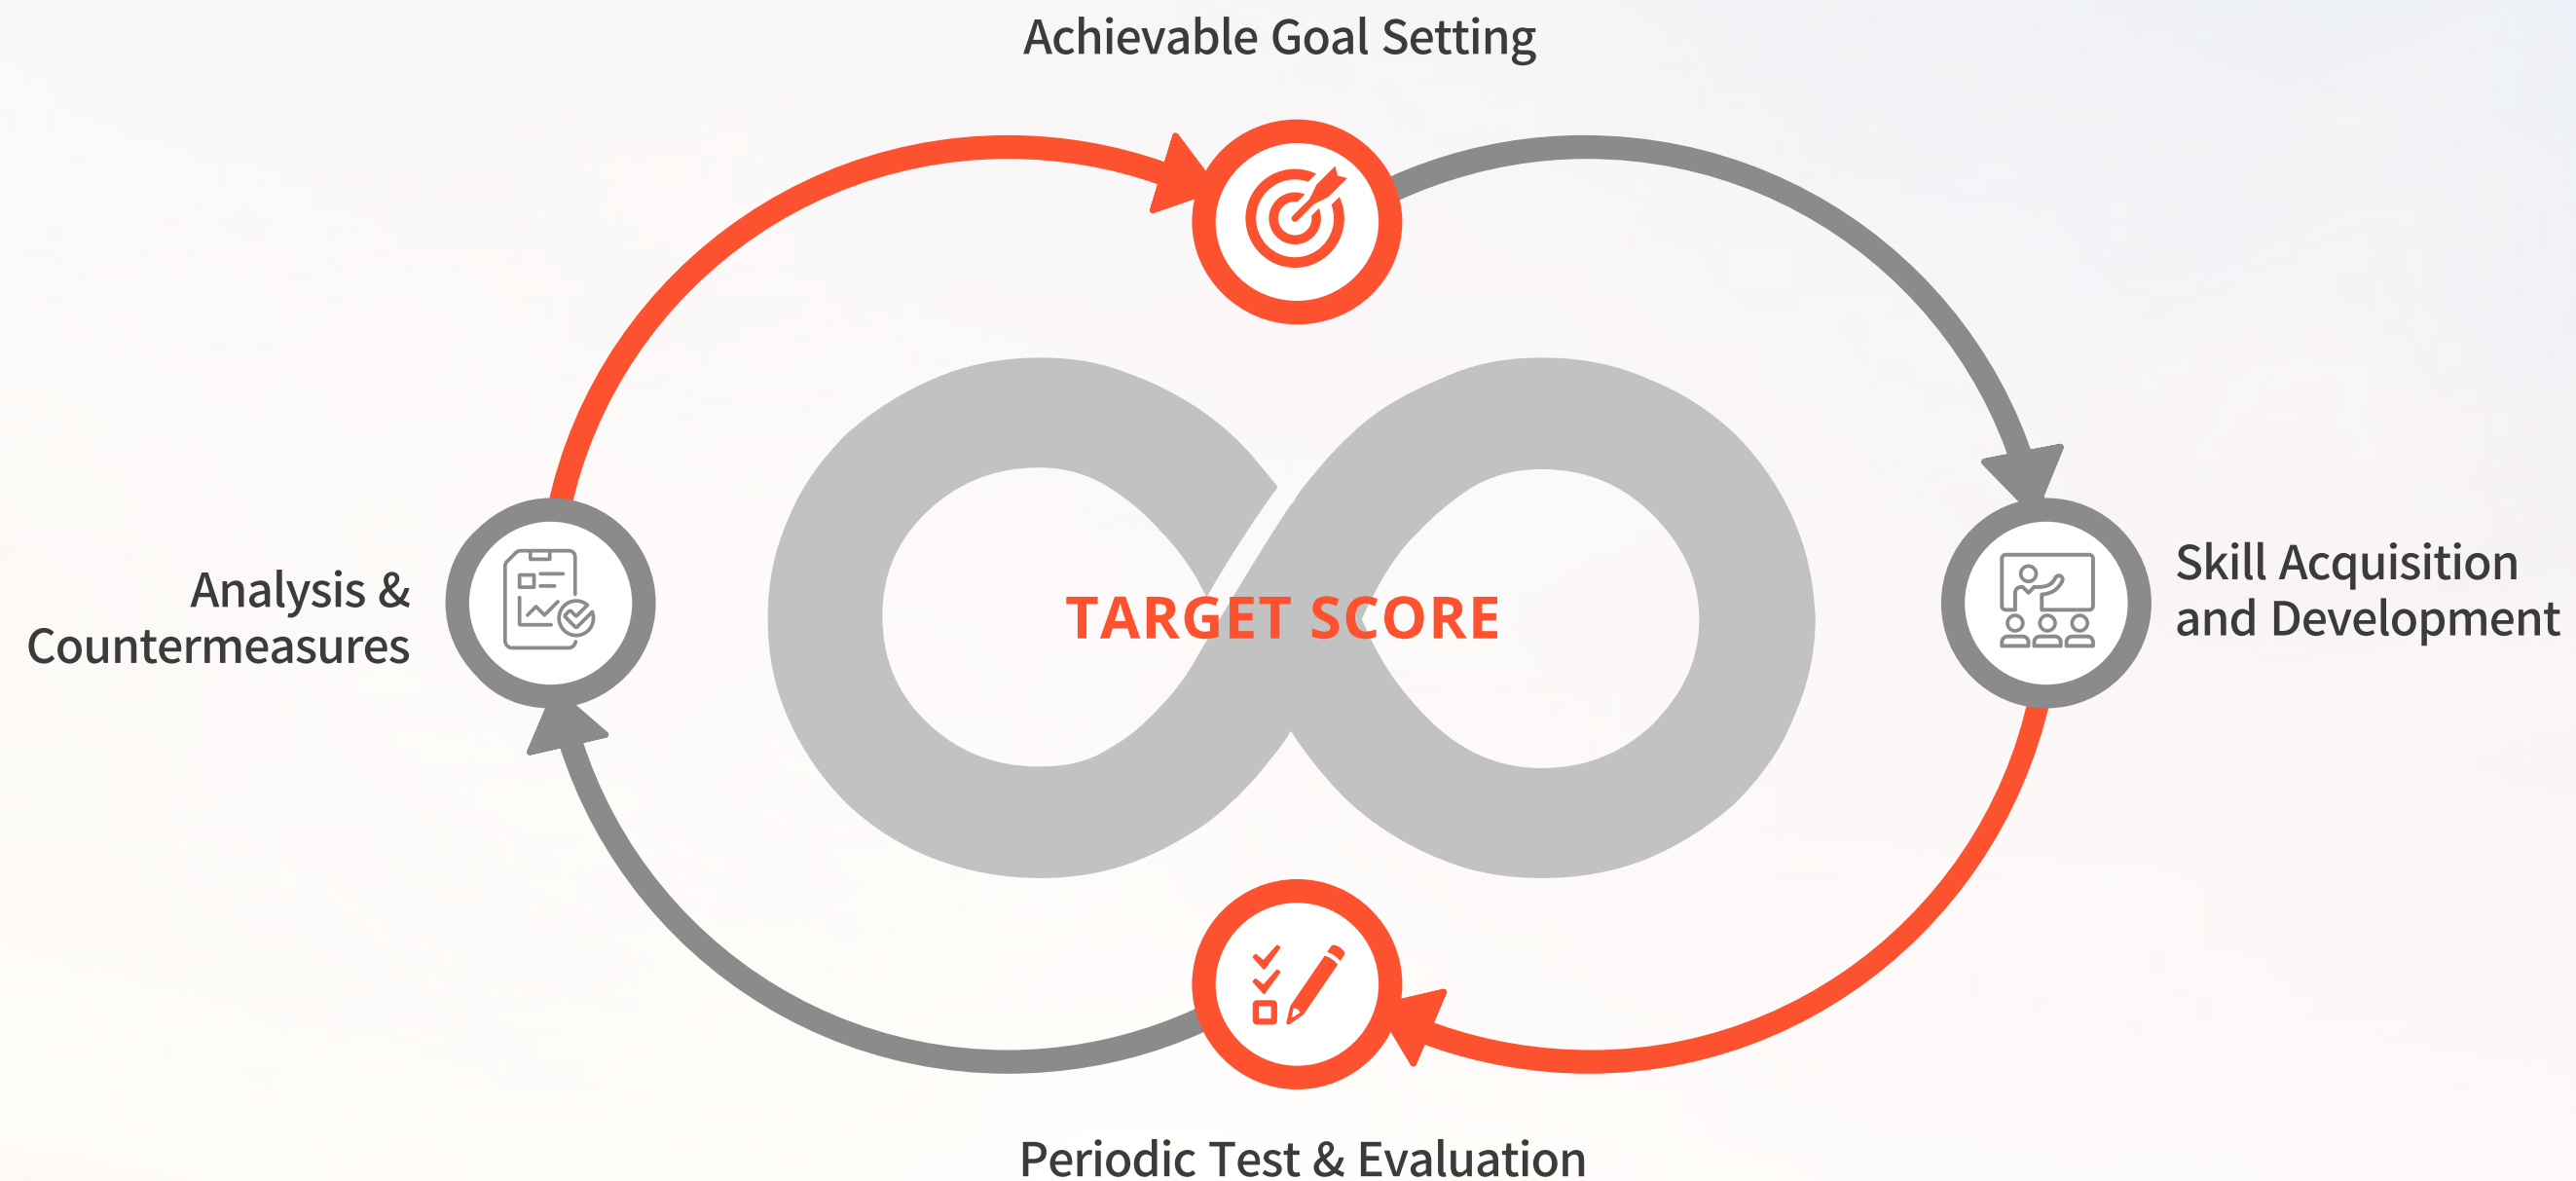 Achievable Goal Setting
Skill Acquisition
and Development
Analysis &
Countermeasures
TARGET SCORE
Periodic Test & Evaluation